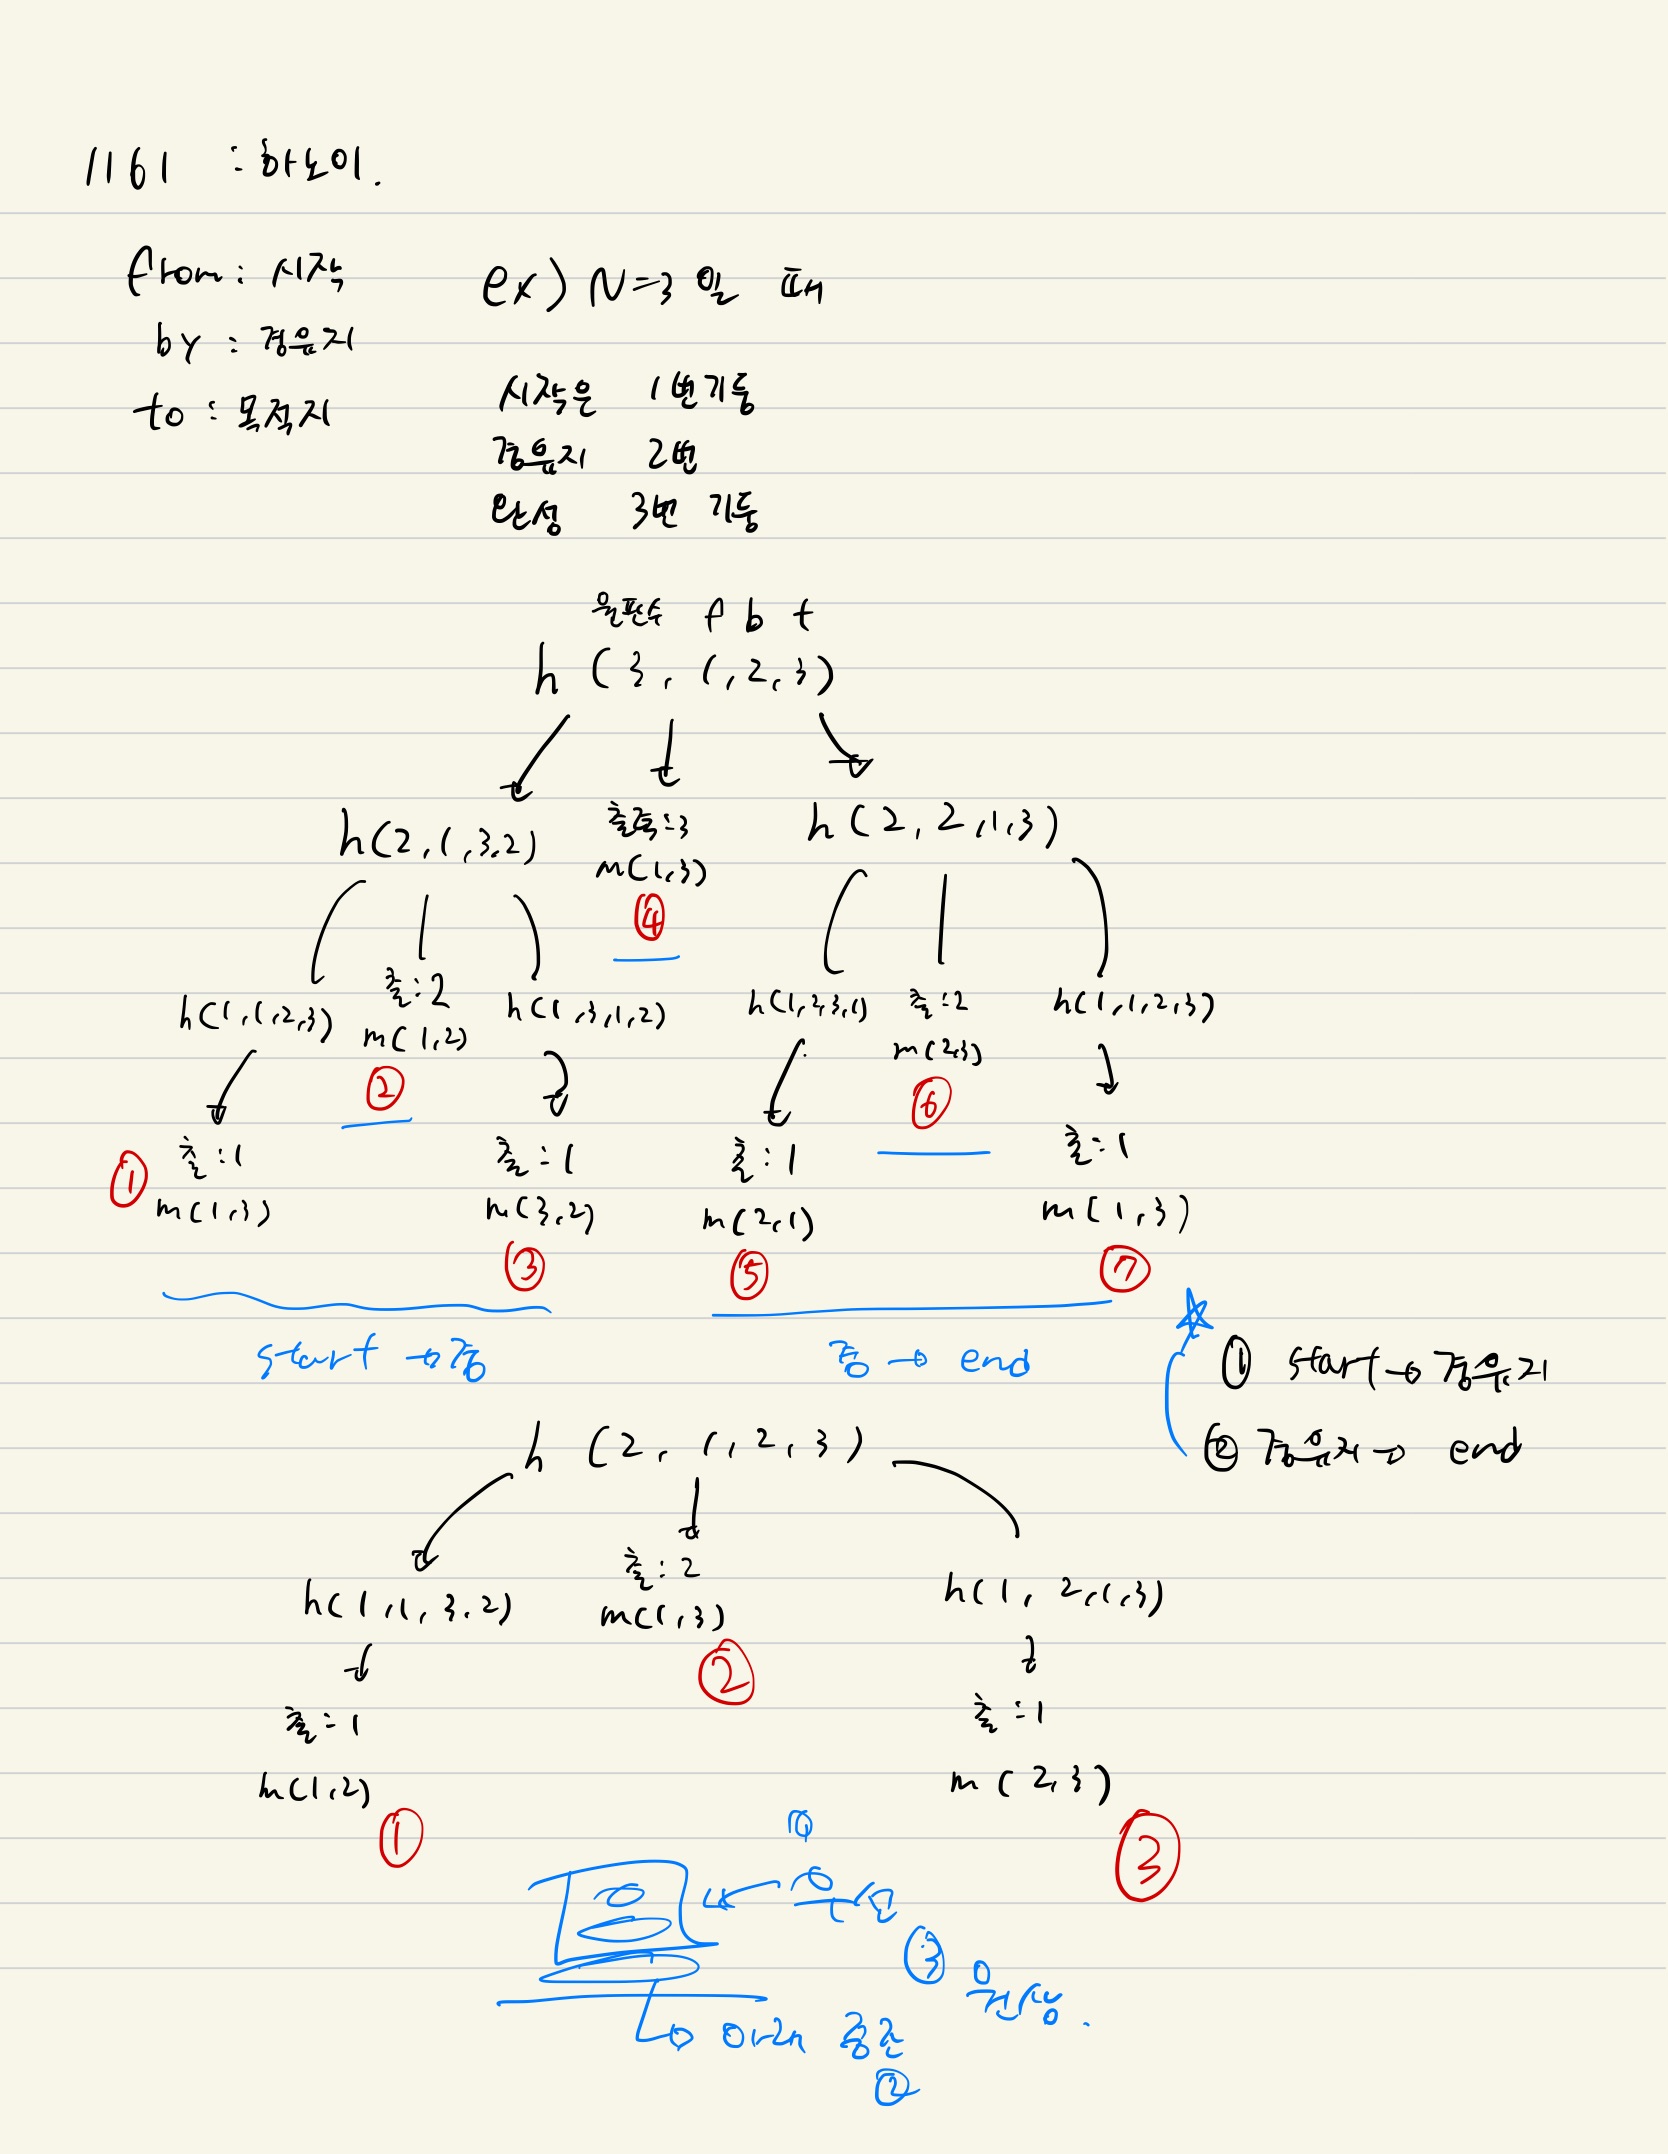 1161 : 하노이.
from : 시작
by : 경유지
to : 목적지
ex) N=3 일 때
시작은 1번기둥
경유지 2번
완성 3번 기둥
원판수 f b t
h (3, 1, 2, 3)
h(2, 1, 3, 2)
출력:3
m(1,3)
④
h(2, 2, 1, 3)
h(1, 1, 2, 3)
출:2
m(1,2)
②
h(1, 3, 1, 2)
h(1, 2, 3, 1)
출:2
m(2,3)
⑥
h(1, 1, 2, 3)
① 출:1
m(1,3)
출:1
m(3,2)
③
출:1
m(2,1)
⑤
출:1
m(1,3)
⑦
start → 경
경 → end
① start → 경유지
② 경유지 → end
h (2, 1, 2, 3)
h(1, 1, 3, 2)
출:2
m(1,3)
②
h(1, 2, 1, 3)
출:1
m(1,2)
①
출:1
m(2,3)
③
우선
③
아래
②